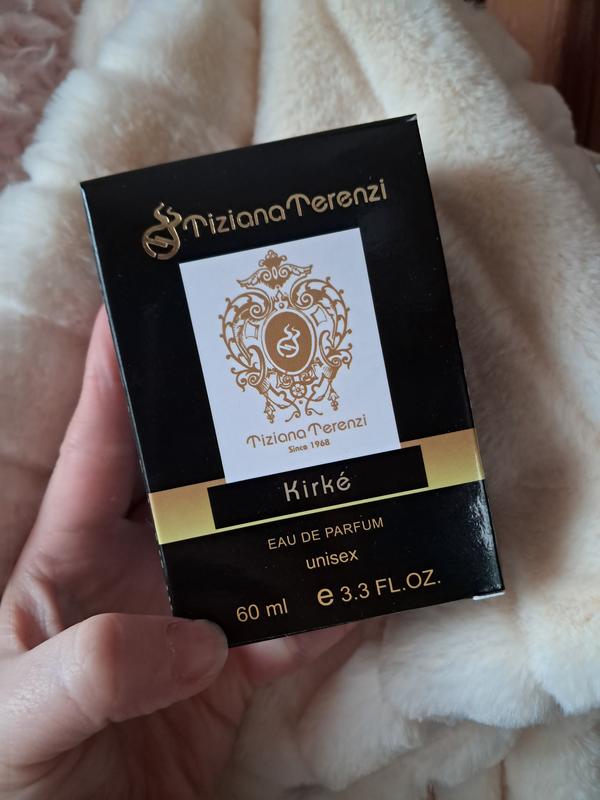 Tiziana Terenzi
Tiziana Terenzi
Since 1968
Kirké
EAU DE PARFUM
unisex
60 ml e 3.3 FL.OZ.